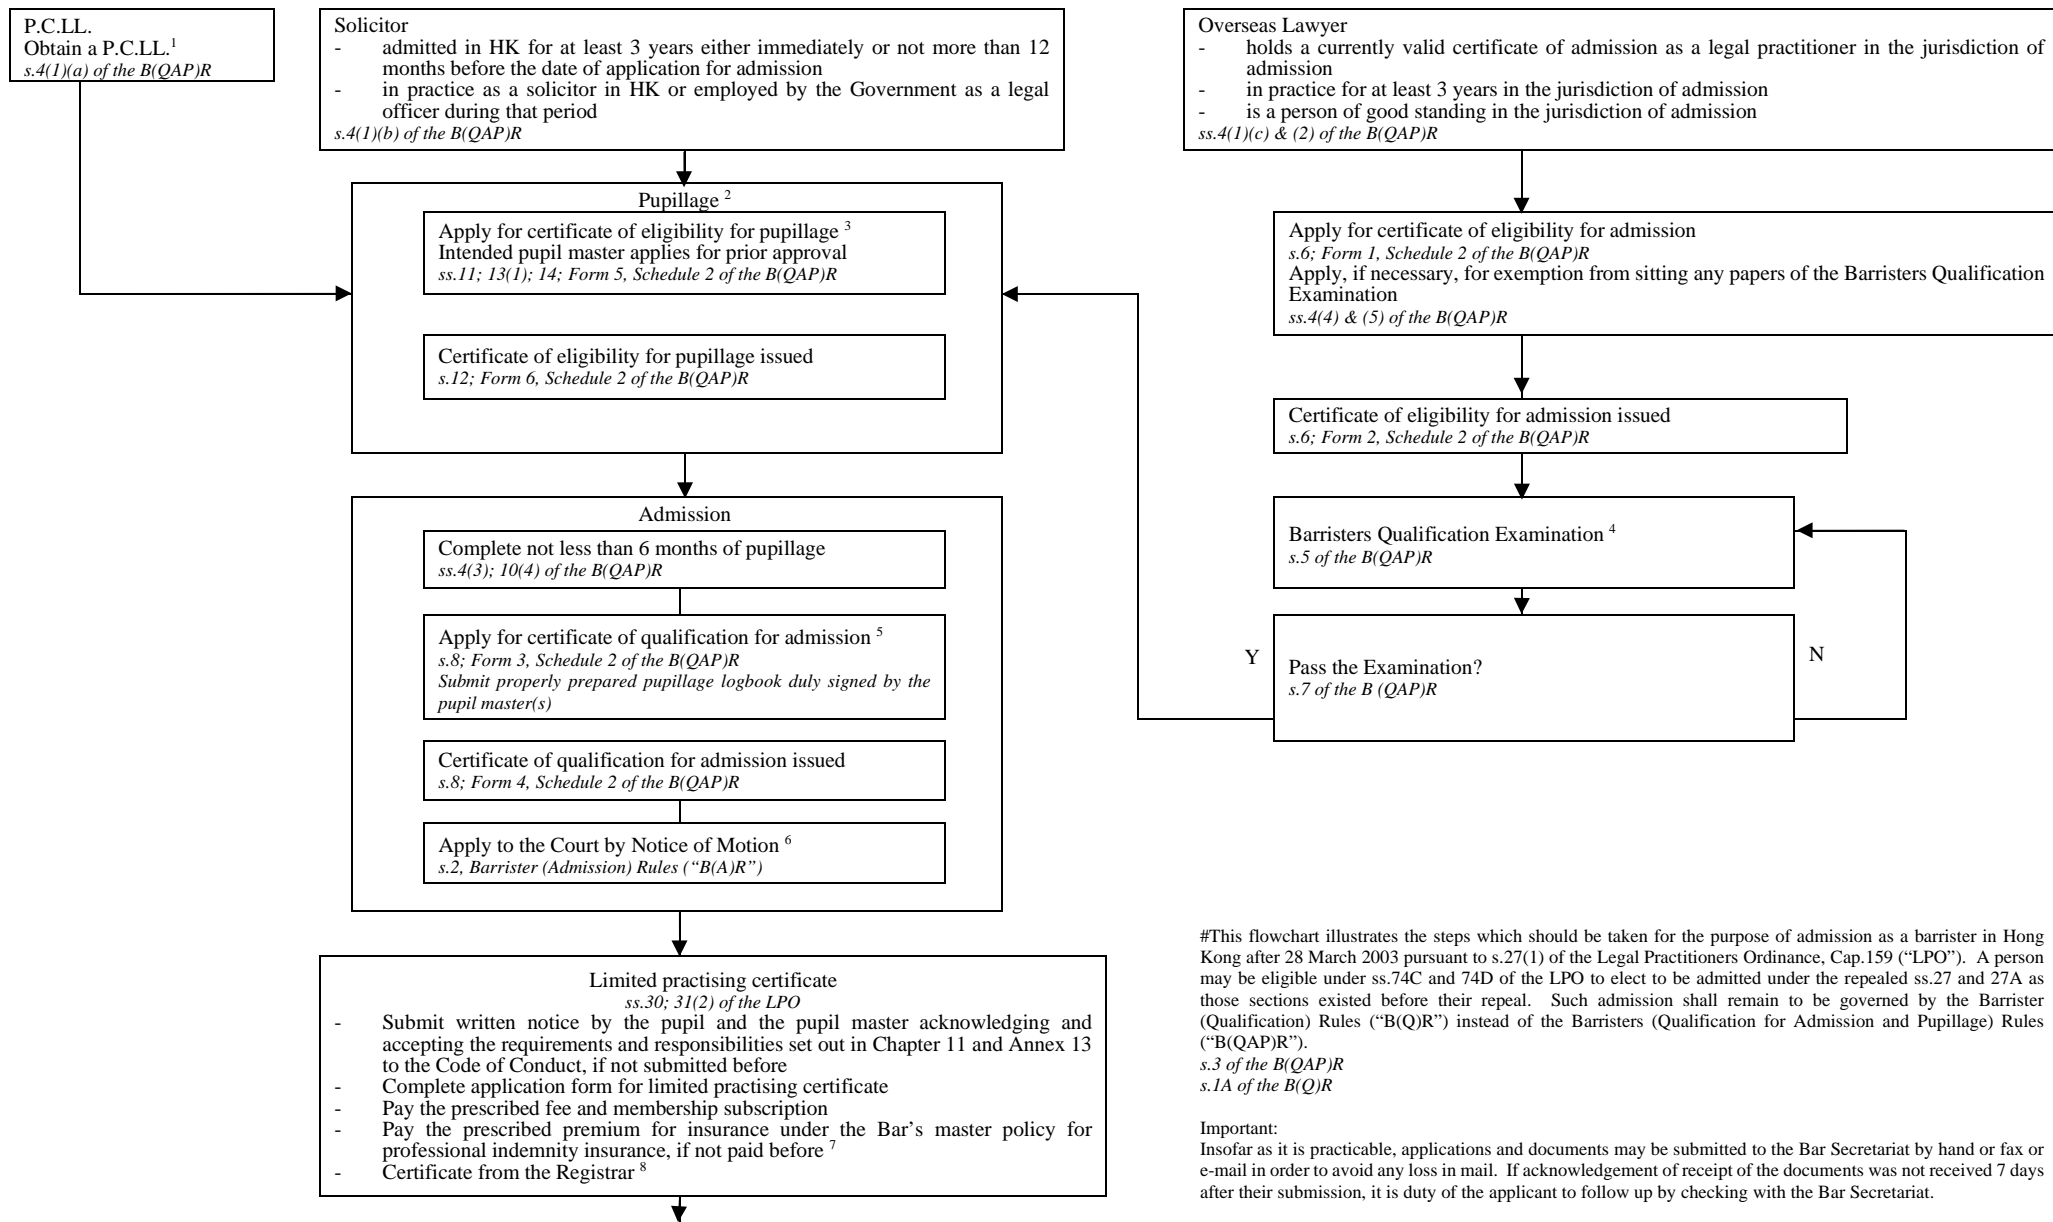 P.C.LL.
Obtain a P.C.LL.1
s.4(1)(a) of the B(QAP)R
Solicitor
- admitted in HK for at least 3 years either immediately or not more than 12
months before the date of application for admission
- in practice as a solicitor in HK or employed by the Government as a legal
officer during that period
s.4(1)(b) of the B(QAP)R
Overseas Lawyer
- holds a currently valid certificate of admission as a legal practitioner in the jurisdiction of
admission
- in practice for at least 3 years in the jurisdiction of admission
- is a person of good standing in the jurisdiction of admission
ss.4(1)(c) & (2) of the B(QAP)R
Pupillage 2
Apply for certificate of eligibility for pupillage 3
Intended pupil master applies for prior approval
ss.11; 13(1); 14; Form 5, Schedule 2 of the B(QAP)R
Certificate of eligibility for pupillage issued
s.12; Form 6, Schedule 2 of the B(QAP)R
Apply for certificate of eligibility for admission
s.6; Form 1, Schedule 2 of the B(QAP)R
Apply, if necessary, for exemption from sitting any papers of the Barristers Qualification
Examination
ss.4(4) & (5) of the B(QAP)R
Certificate of eligibility for admission issued
s.6; Form 2, Schedule 2 of the B(QAP)R
Barristers Qualification Examination 4
s.5 of the B(QAP)R
Y
Pass the Examination?
s.7 of the B (QAP)R
N
Admission
Complete not less than 6 months of pupillage
ss.4(3); 10(4) of the B(QAP)R
Apply for certificate of qualification for admission 5
s.8; Form 3, Schedule 2 of the B(QAP)R
Submit properly prepared pupillage logbook duly signed by the
pupil master(s)
Certificate of qualification for admission issued
s.8; Form 4, Schedule 2 of the B(QAP)R
Apply to the Court by Notice of Motion 6
s.2, Barrister (Admission) Rules (“B(A)R”)
Limited practising certificate
ss.30; 31(2) of the LPO
- Submit written notice by the pupil and the pupil master acknowledging and
accepting the requirements and responsibilities set out in Chapter 11 and Annex 13
to the Code of Conduct, if not submitted before
- Complete application form for limited practising certificate
- Pay the prescribed fee and membership subscription
- Pay the prescribed premium for insurance under the Bar’s master policy for
professional indemnity insurance, if not paid before 7
- Certificate from the Registrar 8
#This flowchart illustrates the steps which should be taken for the purpose of admission as a barrister in Hong
Kong after 28 March 2003 pursuant to s.27(1) of the Legal Practitioners Ordinance, Cap.159 (“LPO”). A person
may be eligible under ss.74C and 74D of the LPO to elect to be admitted under the repealed ss.27 and 27A as
those sections existed before their repeal. Such admission shall remain to be governed by the Barrister
(Qualification) Rules (“B(Q)R”) instead of the Barristers (Qualification for Admission and Pupillage) Rules
(“B(QAP)R”).
s.3 of the B(QAP)R
s.1A of the B(Q)R
Important:
Insofar as it is practicable, applications and documents may be submitted to the Bar Secretariat by hand or fax or
e-mail in order to avoid any loss in mail. If acknowledgement of receipt of the documents was not received 7 days
after their submission, it is duty of the applicant to follow up by checking with the Bar Secretariat.